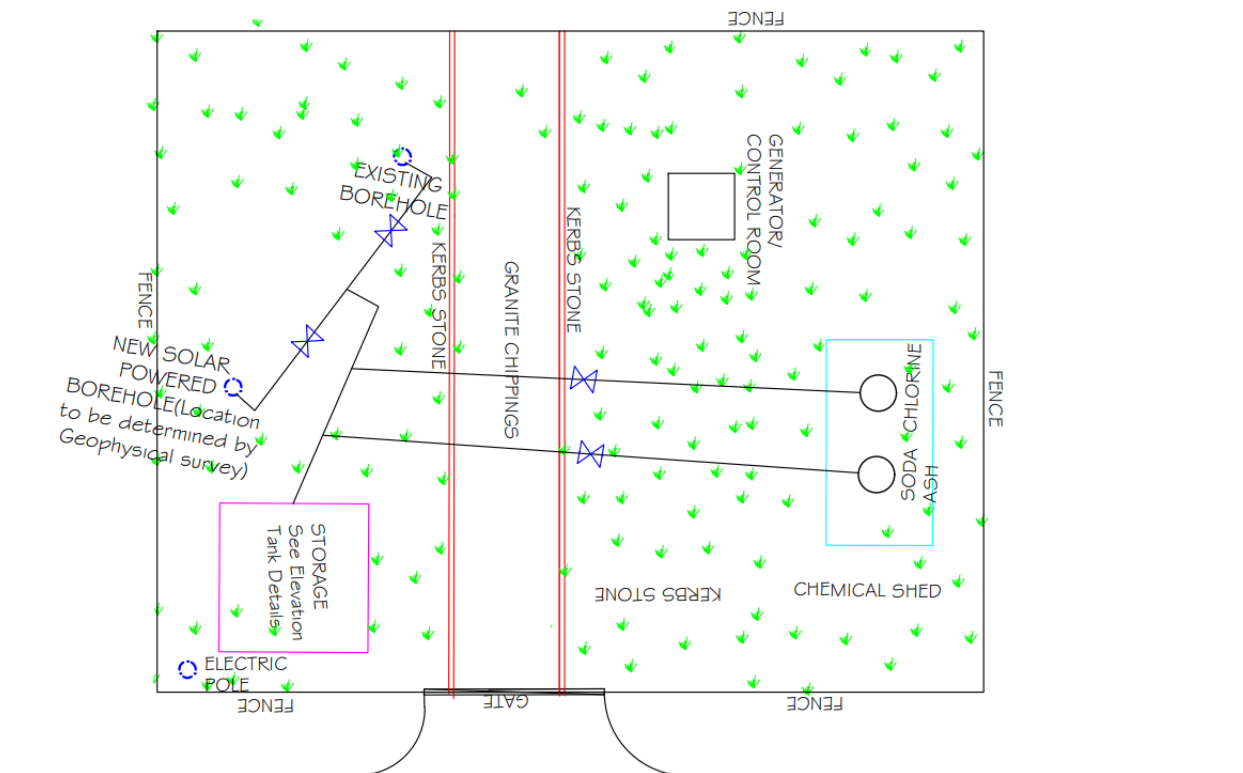 FENCE
EXISTING
BOREHOLE
GENERATOR/
CONTROL ROOM
KERBS STONE
GRANITE CHIPPINGS
KERBS STONE
FENCE
NEW SOLAR
POWERED
BOREHOLE(Location
to be determined by
Geophysical survey)
CHLORINE
SODA
ASH
FENCE
STORAGE
See Elevation
Tank Details
KERBS STONE
CHEMICAL SHED
ELECTRIC
POLE
FENCE
GATE
FENCE